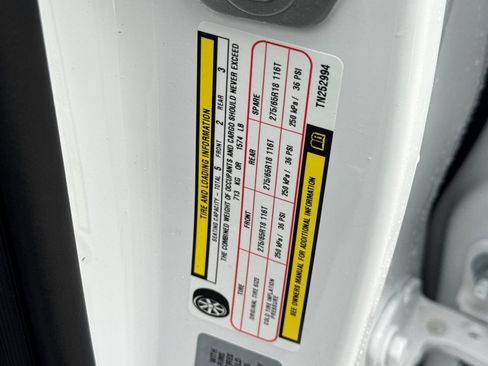 TIRE AND LOADING INFORMATION
SEATING CAPACITY - TOTAL 5 FRONT 2 REAR 3
THE COMBINED WEIGHT OF OCCUPANTS AND CARGO SHOULD NEVER EXCEED
713 KG OR 1574 LB
TIRE FRONT REAR SPARE
ORIGINAL TIRE SIZE 275/65R18 116T 275/65R18 116T 275/65R18 116T
COLD TIRE INFLATION
PRESSURE 250 kPa / 36 PSI 250 kPa / 36 PSI 250 kPa / 36 PSI
SEE OWNERS MANUAL FOR ADDITIONAL INFORMATION
TN252994
WITH